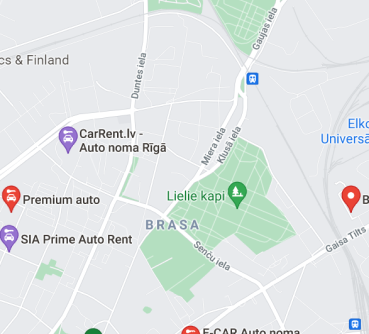 Gaujas iela
cs & Finland
Duntes iela
Elko
Universā
CarRent.lv -
Auto noma Rīgā
Miera iela
Klusā iela
Premium auto
Lielie kapi
B
BRASA
SIA Prime Auto Rent
Senču iela
Gaisa Tilts
E-CAR Auto noma